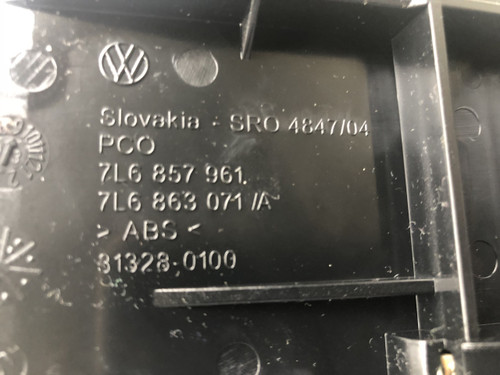 Slovakia - SRO 4847/04
PCO
7L6 857 961.
7L6 863 071/A
> ABS <
31328.0100